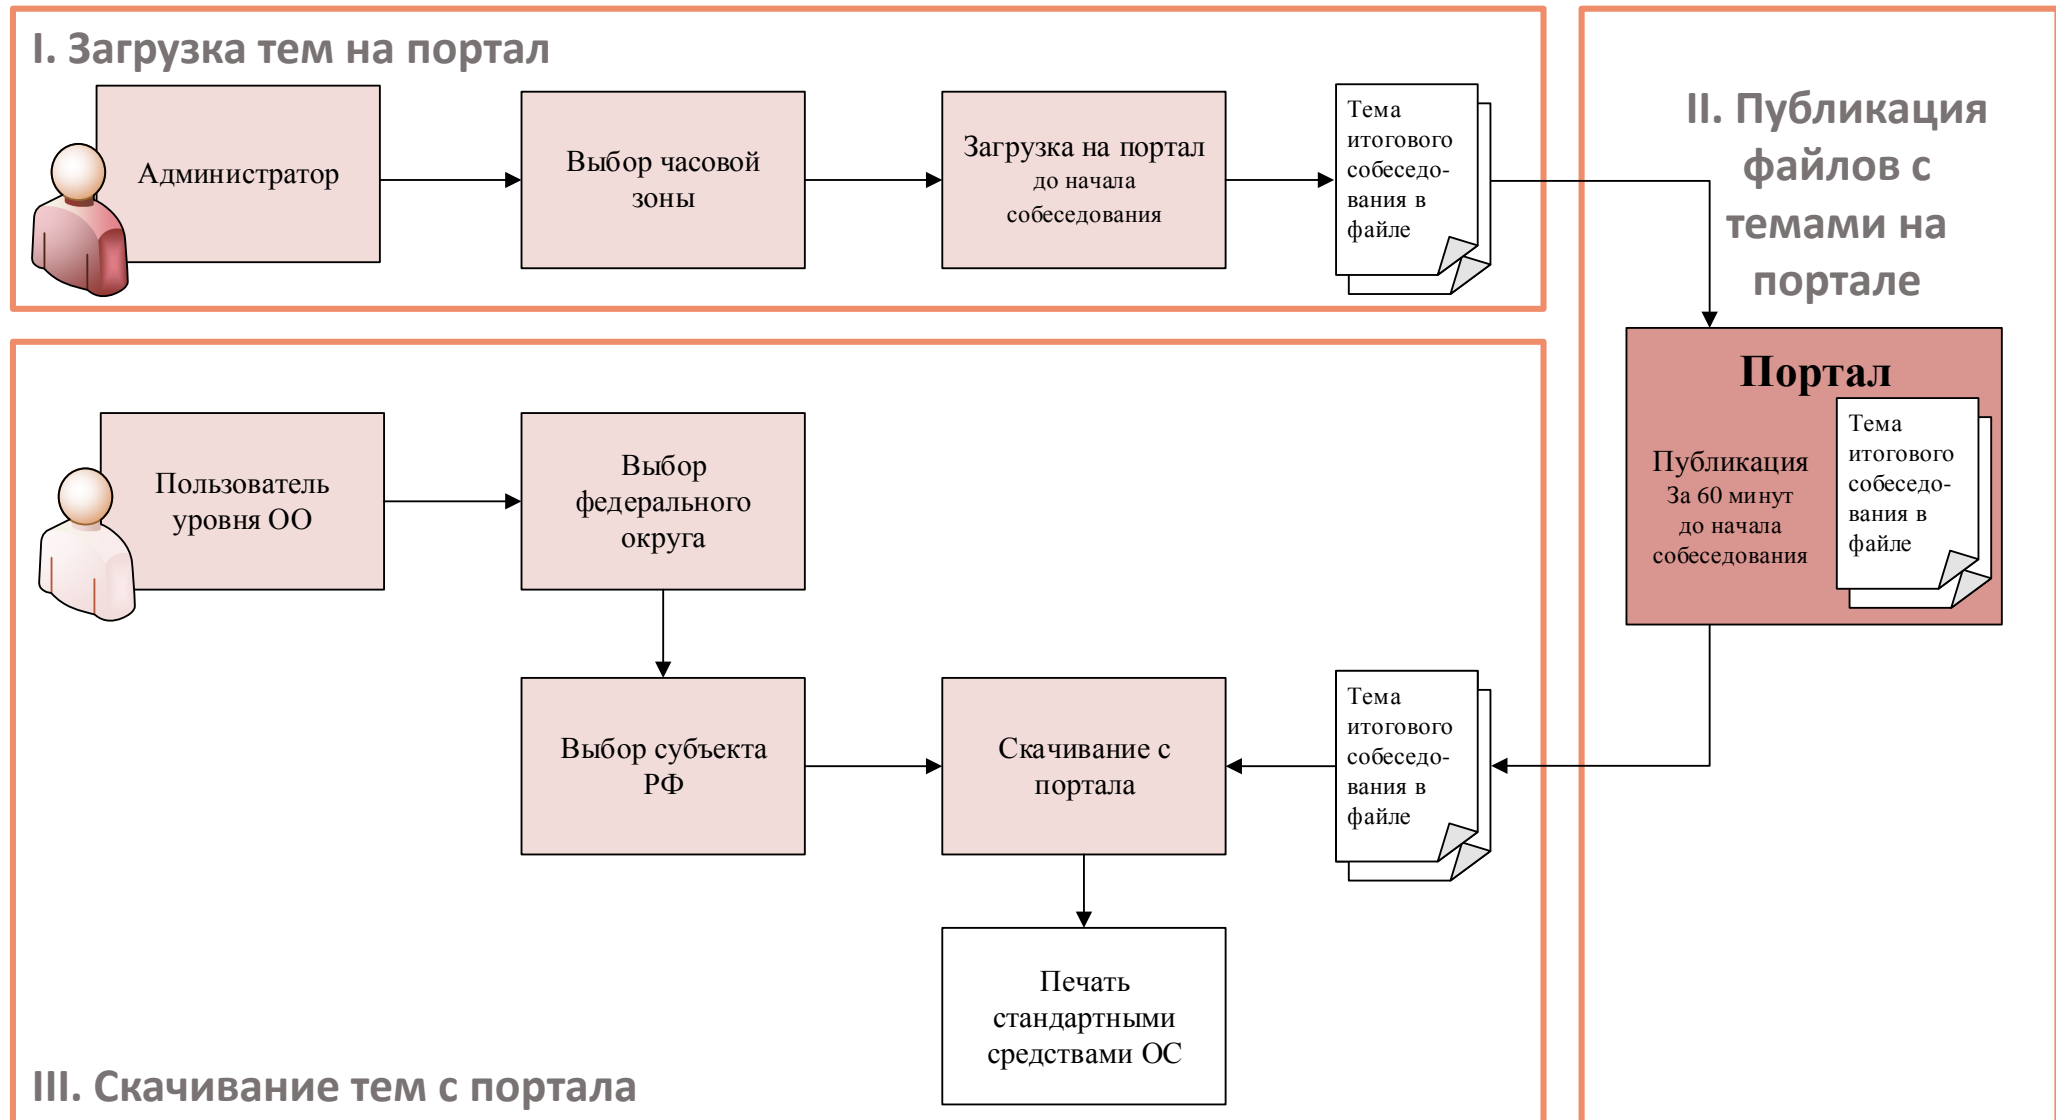 I. Загрузка тем на портал
Администратор
Выбор часовой
зоны
Загрузка на портал
до начала
собеседования
Тема
итогового
собеседо-
вания в
файле
II. Публикация
файлов с
темами на
портале
Портал
Публикация
За 60 минут
до начала
собеседования
Тема
итогового
собеседо-
вания в
файле
Пользователь
уровня ОО
Выбор
федерального
округа
Выбор субъекта
РФ
Скачивание с
портала
Тема
итогового
собеседо-
вания в
файле
Печать
стандартными
средствами ОС
III. Скачивание тем с портала